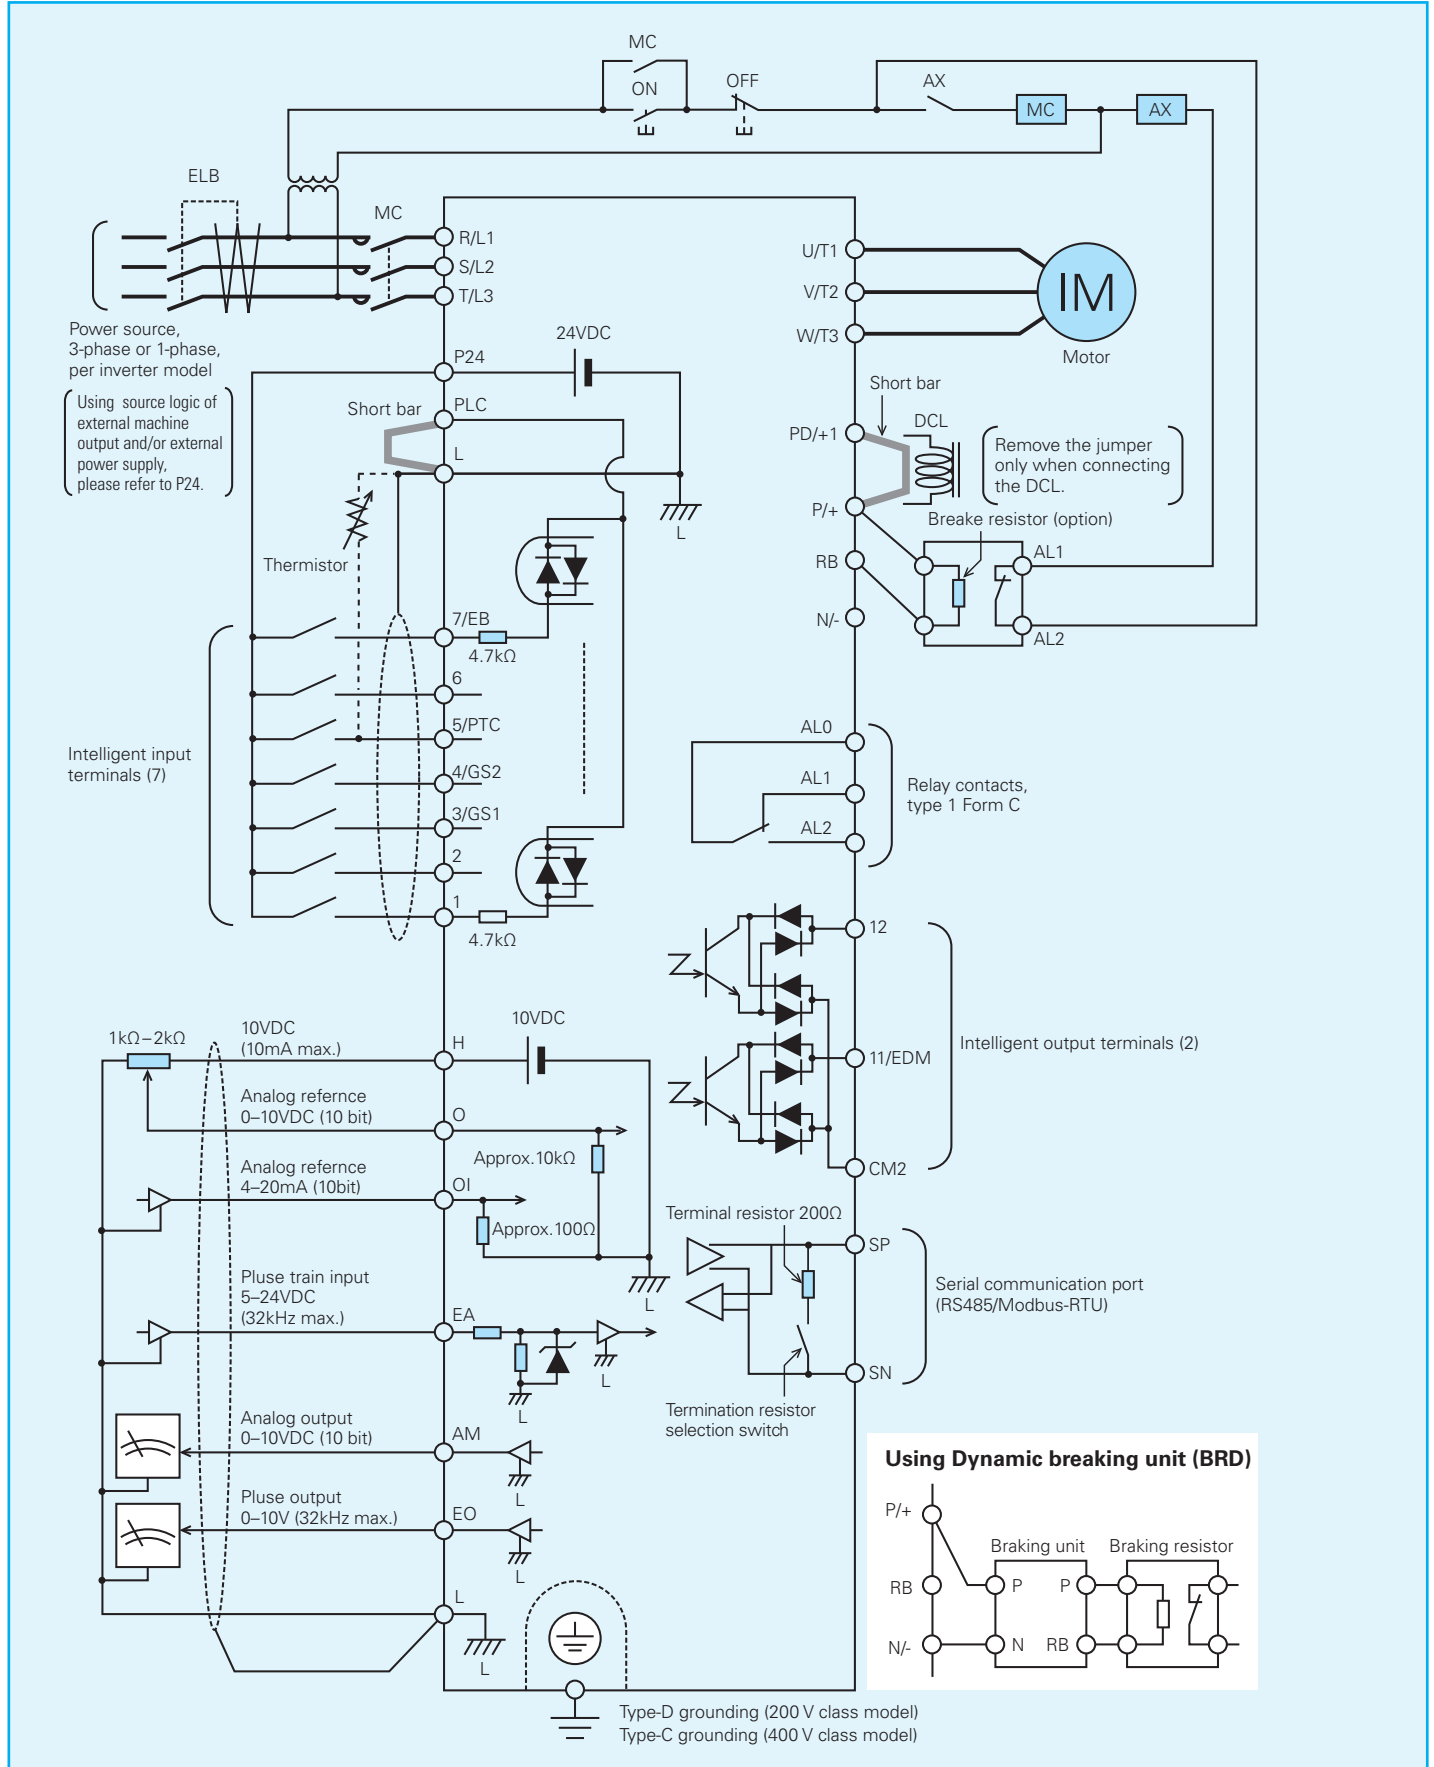 MC
ON
OFF
AX
MC
AX
ELB
MC
R/L1
S/L2
T/L3
Power source,
3-phase or 1-phase,
per inverter model
Using source logic of
external machine
output and/or external
power supply,
please refer to P24.
P24
24VDC
Short bar
PLC
L
L
Thermistor
7/EB
4.7kΩ
6
5/PTC
4/GS2
3/GS1
2
1
4.7kΩ
Intelligent input
terminals (7)
U/T1
V/T2
W/T3
IM
Motor
Short bar
DCL
PD/+1
Remove the jumper
only when connecting
the DCL.
P/+
Breake resistor (option)
RB
AL1
N/-
AL2
AL0
AL1
AL2
Relay contacts,
type 1 Form C
12
11/EDM
Intelligent output terminals (2)
CM2
1kΩ–2kΩ
10VDC
(10mA max.)
H
10VDC
Analog refernce
0–10VDC (10 bit)
O
Approx.10kΩ
Analog refernce
4–20mA (10bit)
OI
Approx.100Ω
L
Pluse train input
5–24VDC
(32kHz max.)
EA
L
L
Analog output
0–10VDC (10 bit)
AM
L
Pluse output
0–10V (32kHz max.)
EO
L
L
L
Terminal resistor 200Ω
SP
Serial communication port
(RS485/Modbus-RTU)
SN
Termination resistor
selection switch
Using Dynamic breaking unit (BRD)
P/+
Braking unit
Braking resistor
RB
P
P
N/-
N
RB
Type-D grounding (200 V class model)
Type-C grounding (400 V class model)